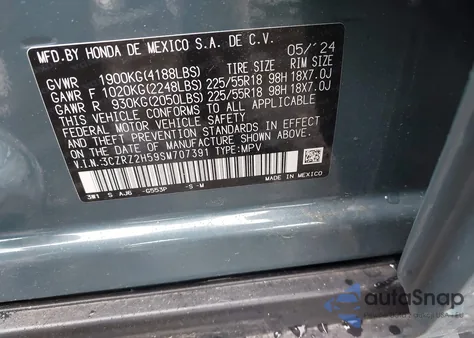 MFD.BY HONDA DE MEXICO S.A. DE C.V.
05/'24
TIRE SIZE RIM SIZE
GVWR 1900KG(4188LBS)
GAWR F 1020KG(2248LBS) 225/55R18 98H 18X7.0J
GAWR R 930KG(2050LBS) 225/55R18 98H 18X7.0J
THIS VEHICLE CONFORMS TO ALL APPLICABLE
FEDERAL MOTOR VEHICLE SAFETY
AND THEFT PREVENTION STANDARDS IN EFFECT
ON THE DATE OF MANUFACTURE SHOWN ABOVE.
V.I.N:3CZRZ2H59SM707391 TYPE:MPV
3W1 S AJ6 -G553P -S -M
MADE IN MEXICO
autoSnap